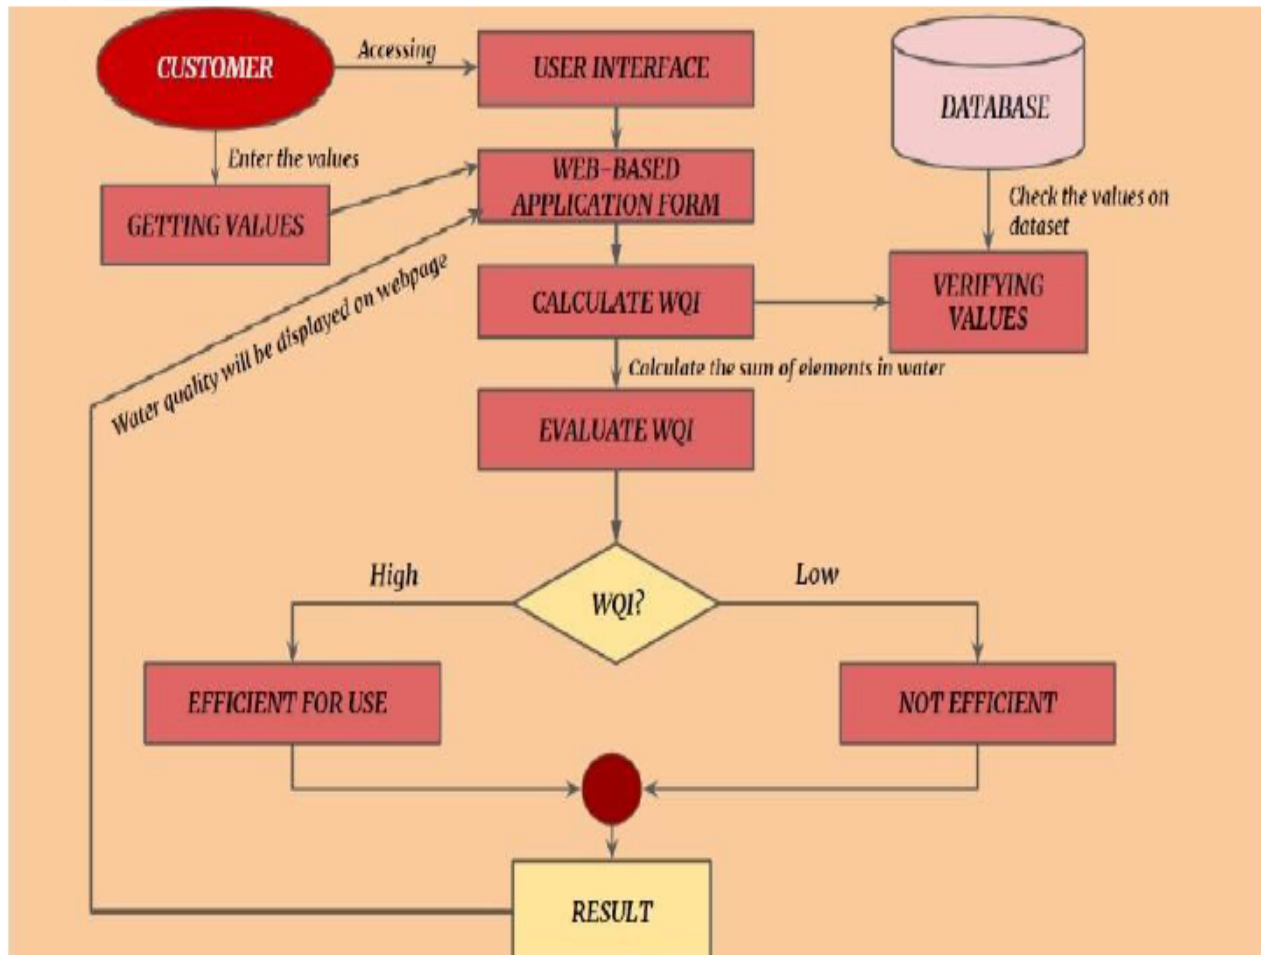 CUSTOMER
Accessing
USER INTERFACE
DATABASE
Enter the values
GETTING VALUES
WEB-BASED
APPLICATION FORM
Check the values on
dataset
CALCULATE WQI
VERIFYING
VALUES
Water quality will be displayed on webpage
Calculate the sum of elements in water
EVALUATE WQI
High
WQI?
Low
EFFICIENT FOR USE
NOT EFFICIENT
RESULT